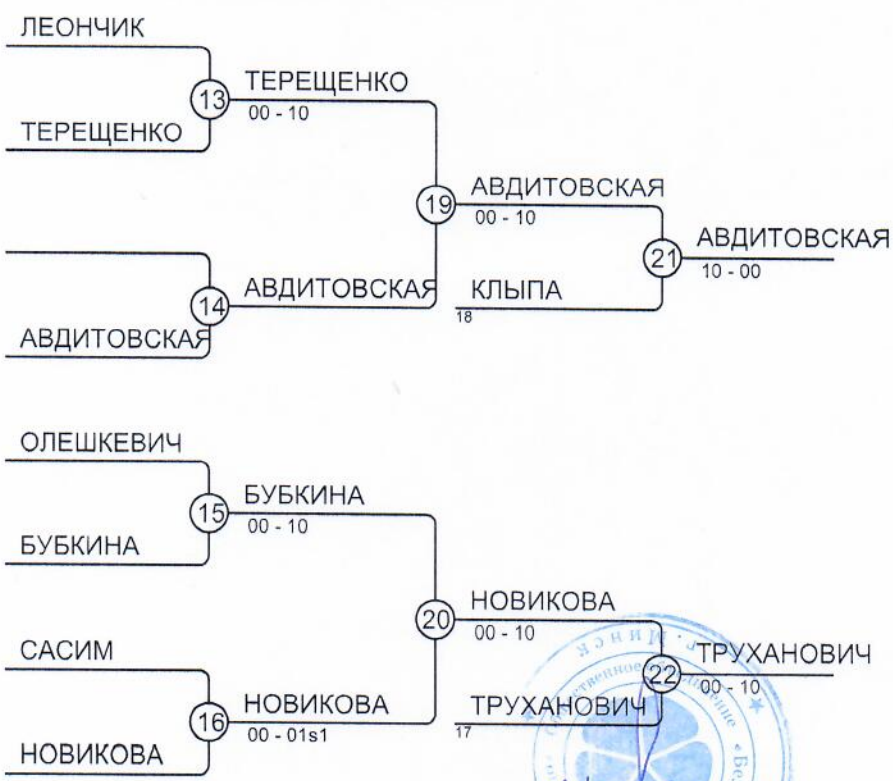 ЛЕОНЧИК
13
ТЕРЕЩЕНКО
00 - 10
ТЕРЕЩЕНКО
19
АВДИТОВСКАЯ
00 - 10
21
АВДИТОВСКАЯ
10 - 00
14
АВДИТОВСКАЯ
КЛЫПА
18
АВДИТОВСКАЯ
ОЛЕШКЕВИЧ
15
БУБКИНА
00 - 10
БУБКИНА
20
НОВИКОВА
00 - 10
г. Минск
САСИМ
22
ТРУХАНОВИЧ
00 - 10
16
НОВИКОВА
00 - 01s1
ТРУХАНОВИЧ
17
НОВИКОВА